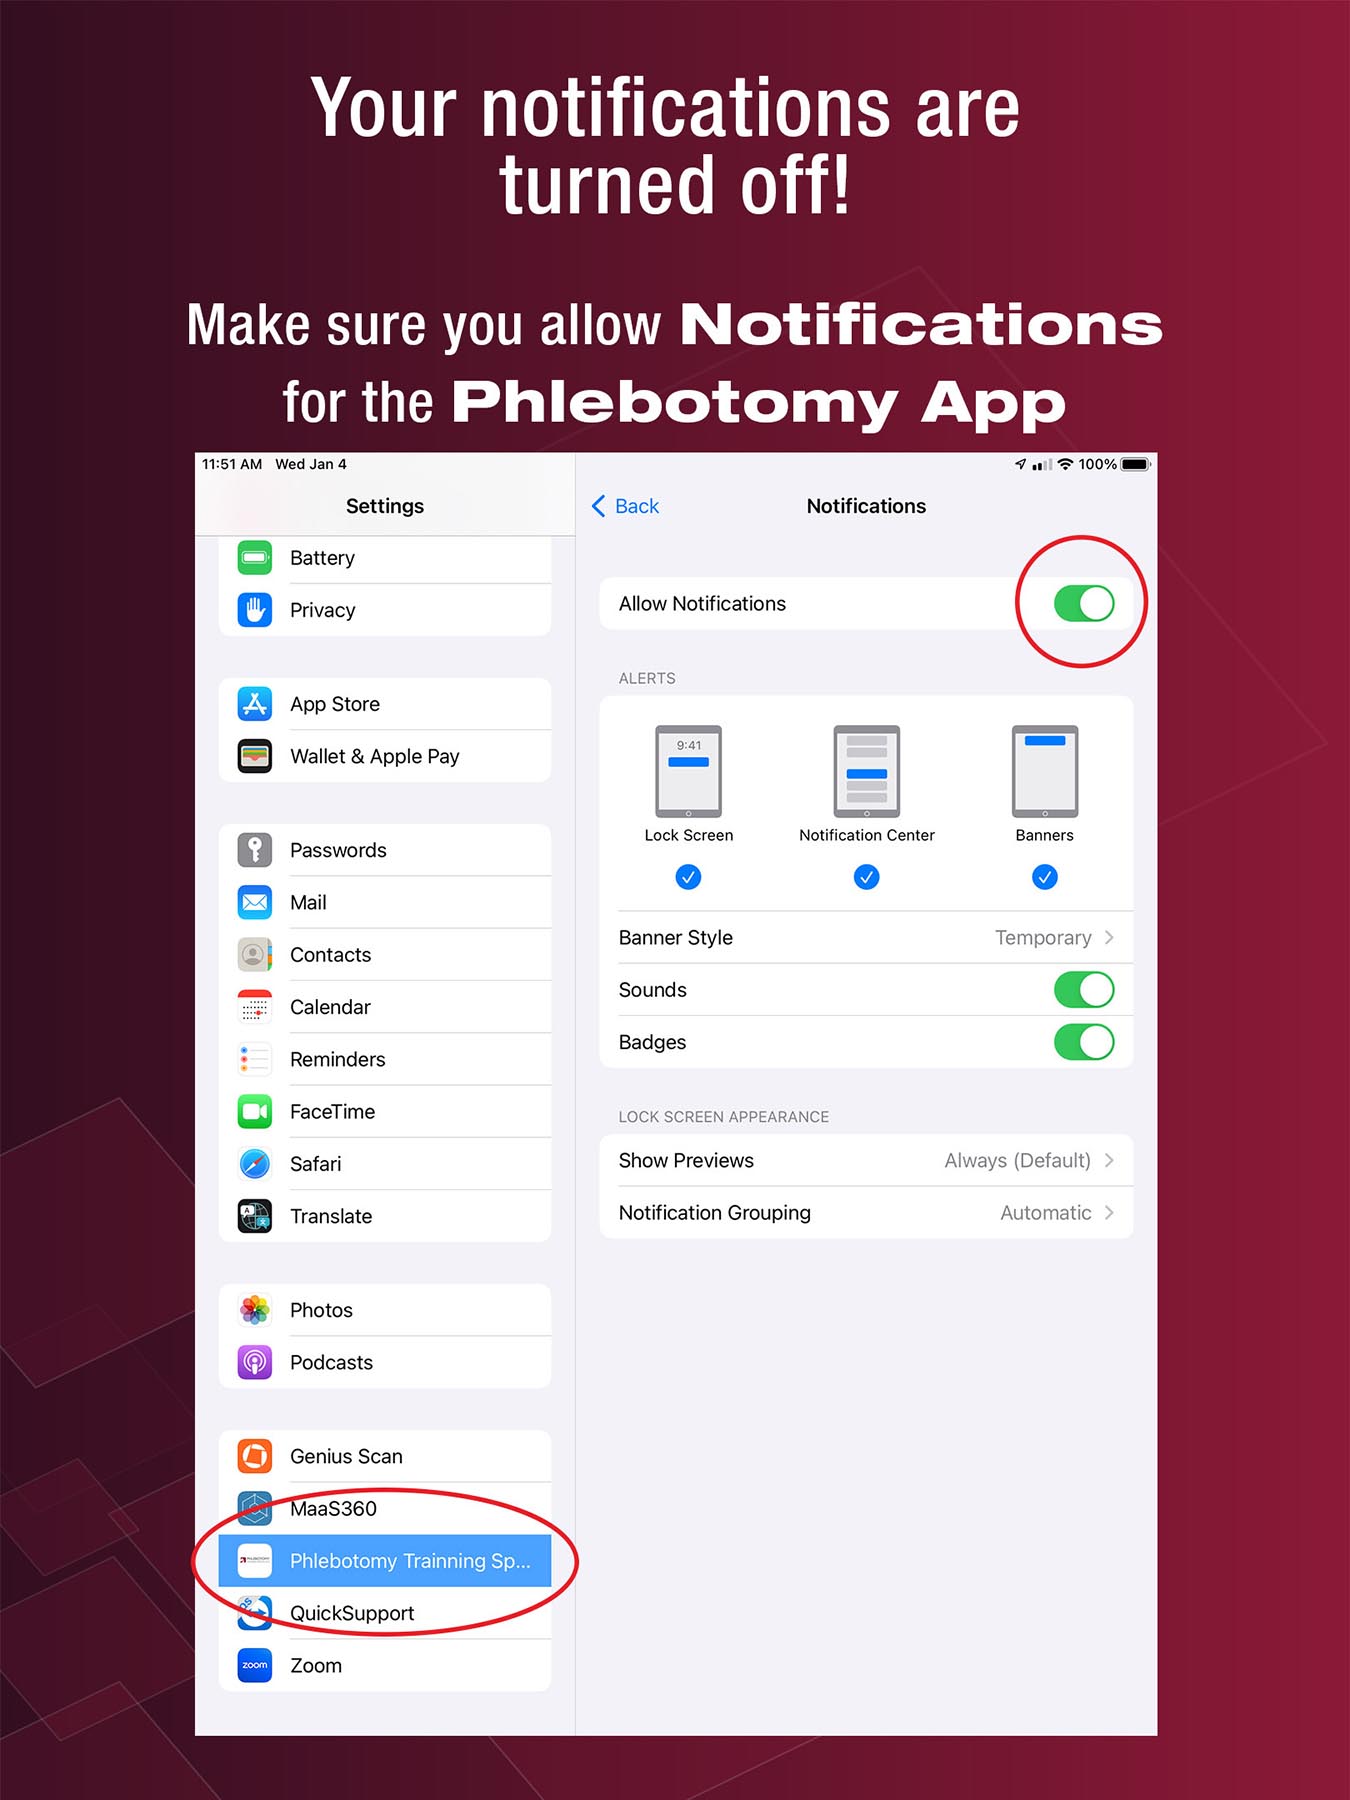 Your notifications are
turned off!
Make sure you allow Notifications
for the Phlebotomy App
11:51 AM Wed Jan 4
100%
Settings
Battery
Privacy
App Store
Wallet & Apple Pay
Passwords
Mail
Contacts
Calendar
Reminders
FaceTime
Safari
Translate
Photos
Podcasts
Genius Scan
MaaS360
Phlebotomy Trainning Sp...
QuickSupport
zoom
Zoom
Back
Notifications
Allow Notifications
ALERTS
9:41
Lock Screen
Notification Center
Banners
Banner Style Temporary
Sounds
Badges
LOCK SCREEN APPEARANCE
Show Previews Always (Default)
Notification Grouping Automatic